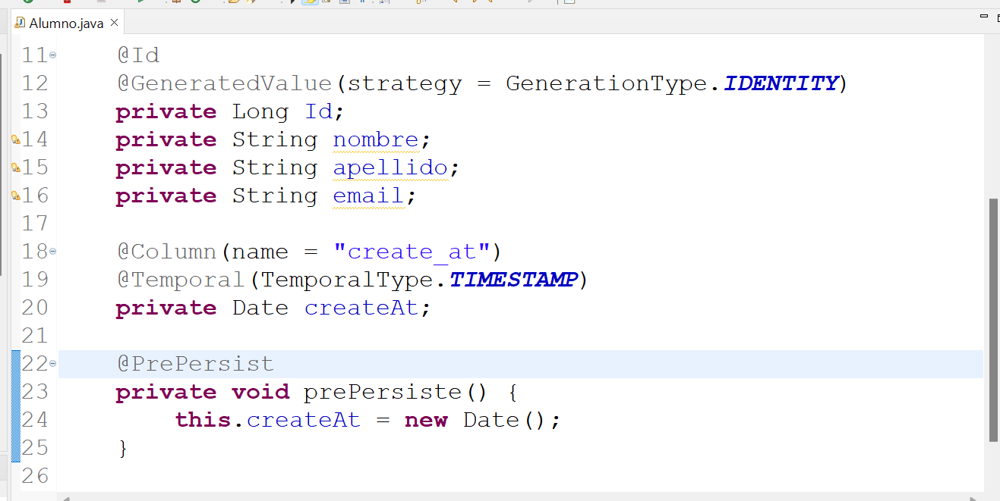 Alumno.java
11 @Id
12 @GeneratedValue(strategy = GenerationType.IDENTITY)
13 private Long Id;
14 private String nombre;
15 private String apellido;
16 private String email;
17
18 @Column(name = "create_at")
19 @Temporal(TemporalType.TIMESTAMP)
20 private Date createAt;
21
22 @PrePersist
23 private void prePersiste() {
24 this.createAt = new Date();
25 }
26